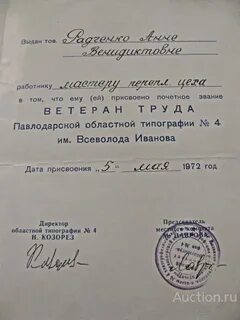 Выдан тов. Радченко Анне
Венидиктовне
работнику мастеру перепл. цеха
в том, что ему (ей) присвоено почетное звание
ВЕТЕРАН ТРУДА
Павлодарской областной типографии № 4
им. Всеволода Иванова
Дата присвоения „5“ мая 1972 год
Директор
областной типографии № 4
Н. КОЗОРЕЗ
Председатель
местного комитета
Auction.ru